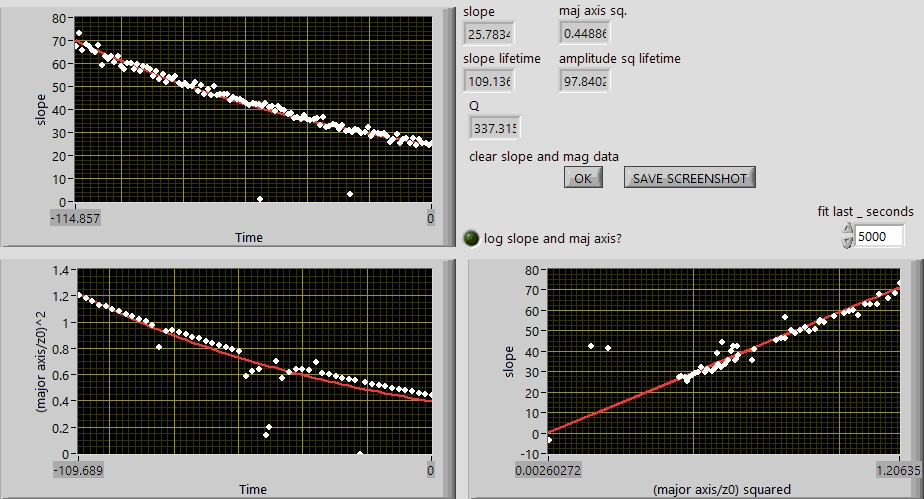 80
70
60
50
40
30
20
10
0
slope
-114.857
0
Time
slope
25.7834
maj axis sq.
0.44886
slope lifetime
109.136
amplitude sq lifetime
97.8402
Q
337.315
clear slope and mag data
OK
SAVE SCREENSHOT
log slope and maj axis?
fit last _ seconds
5000
1.4
1.2
1
0.8
0.6
0.4
0.2
0
(major axis/z0)^2
-109.689
0
Time
80
70
60
50
40
30
20
10
0
-10
slope
0.00260272
1.20635
(major axis/z0) squared